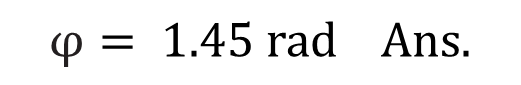 φ = 1.45 rad Ans.